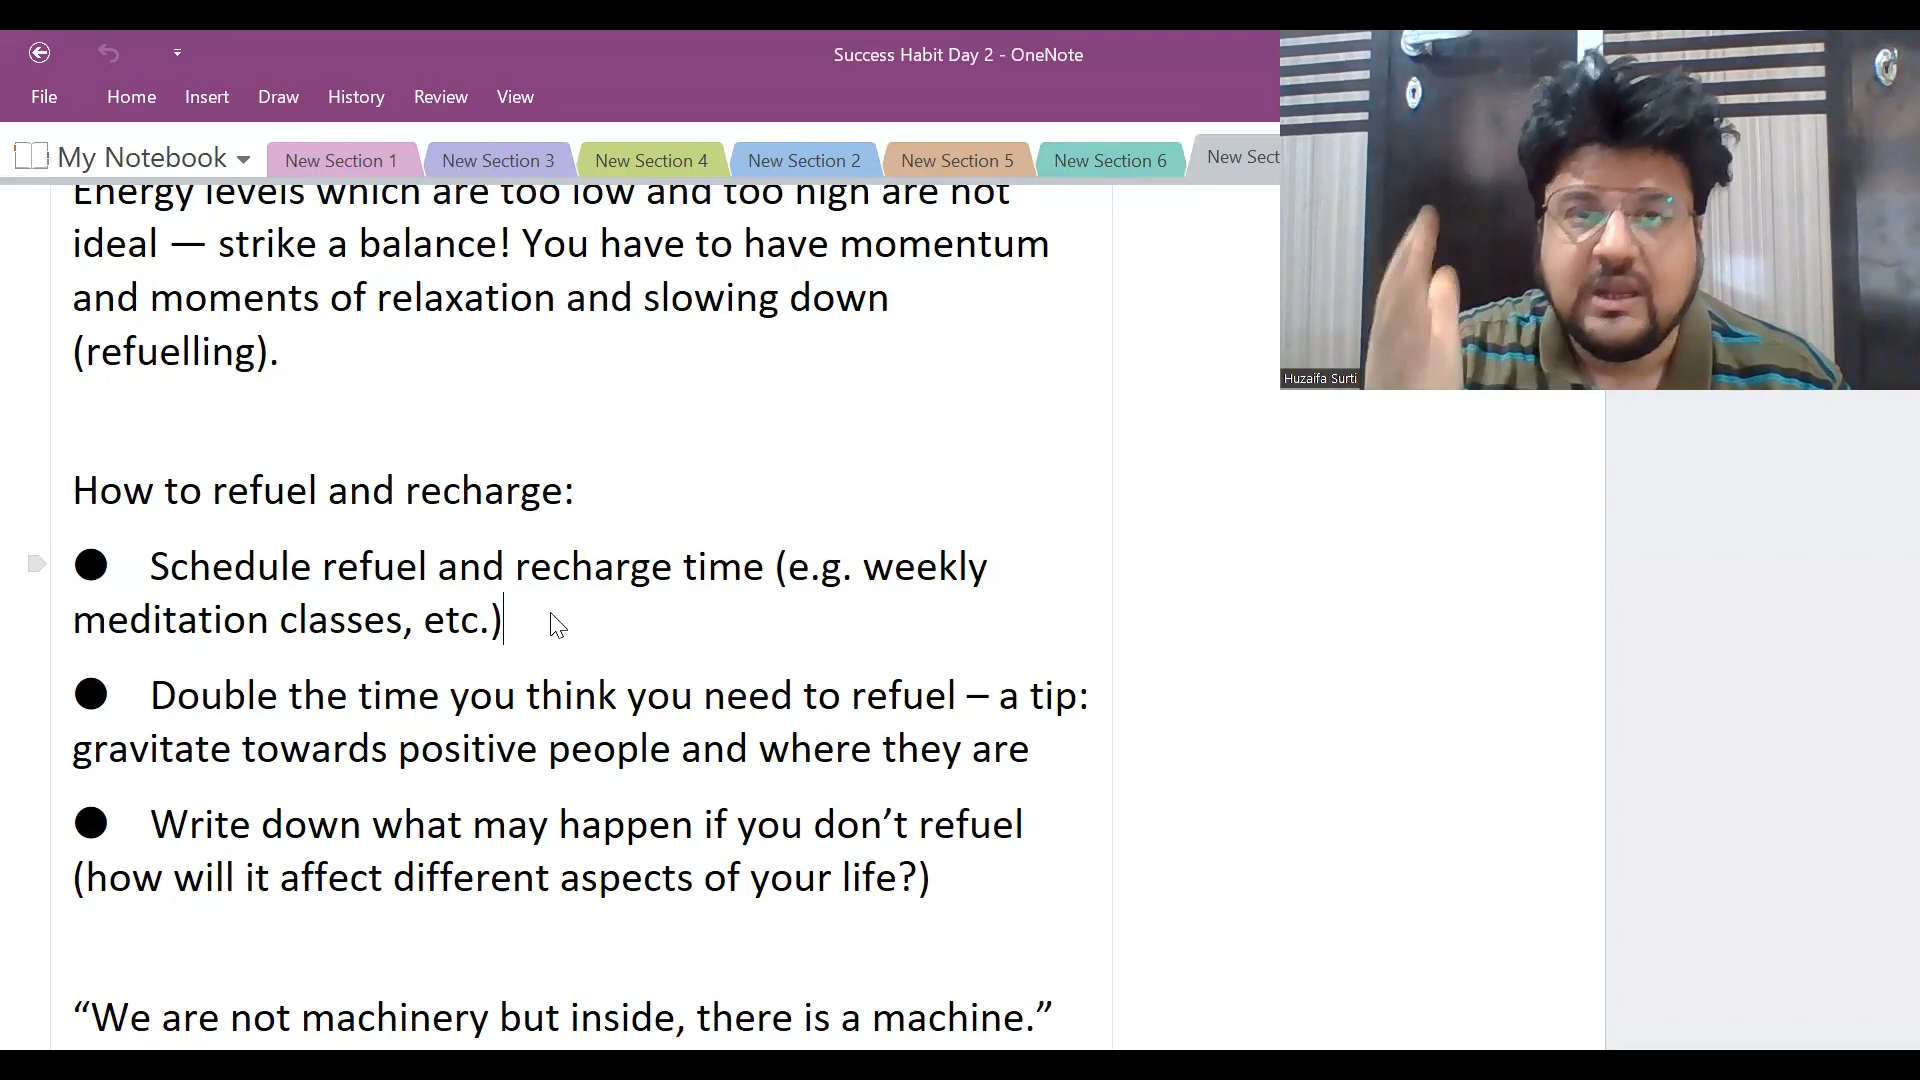 Success Habit Day 2 - OneNote
File Home Insert Draw History Review View
My Notebook New Section 1 New Section 3 New Section 4 New Section 2 New Section 5 New Section 6 New Sect
Huzaifa Surti
Energy levels which are too low and too high are not
ideal — strike a balance! You have to have momentum
and moments of relaxation and slowing down
(refuelling).
How to refuel and recharge:
● Schedule refuel and recharge time (e.g. weekly
meditation classes, etc.)
● Double the time you think you need to refuel – a tip:
gravitate towards positive people and where they are
● Write down what may happen if you don’t refuel
(how will it affect different aspects of your life?)
“We are not machinery but inside, there is a machine.”